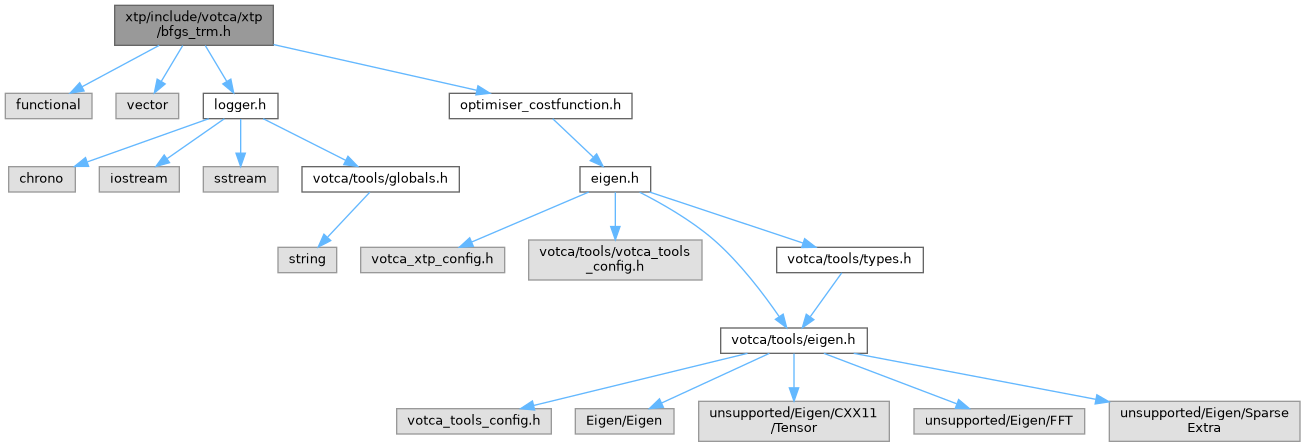 xtp/include/votca/xtp
/bfgs_trm.h
functional
vector
logger.h
optimiser_costfunction.h
chrono
iostream
sstream
votca/tools/globals.h
eigen.h
string
votca_xtp_config.h
votca/tools/votca_tools
_config.h
votca/tools/types.h
votca/tools/eigen.h
votca_tools_config.h
Eigen/Eigen
unsupported/Eigen/CXX11
/Tensor
unsupported/Eigen/FFT
unsupported/Eigen/Sparse
Extra